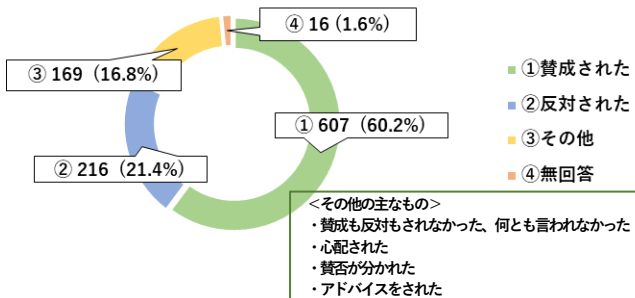 ④ 16 (1.6%)
③ 169 (16.8%)
① 607 (60.2%)
② 216 (21.4%)
①賛成された
②反対された
③その他
④無回答
＜その他の主なもの＞
・賛成も反対もされなかった、何とも言われなかった
・心配された
・賛否が分かれた
・アドバイスをされた